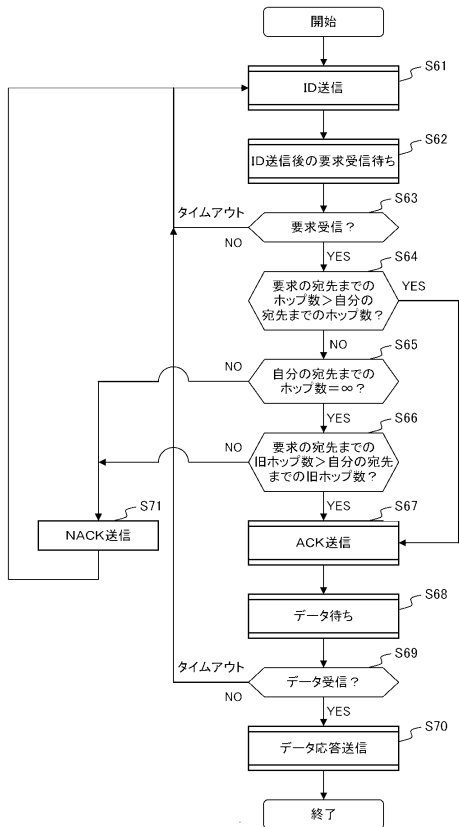 開始
S61
ID送信
S62
ID送信後の要求受信待ち
S63
タイムアウト
要求受信？
NO
YES
S64
要求の宛先までの
ホップ数＞自分の
宛先までのホップ数？
YES
NO
S65
NO
自分の宛先までの
ホップ数＝∞？
YES
S66
NO
要求の宛先までの
旧ホップ数＞自分の宛先
までの旧ホップ数？
YES
S67
S71
NACK送信
ACK送信
S68
データ待ち
S69
タイムアウト
データ受信？
NO
YES
S70
データ応答送信
終了